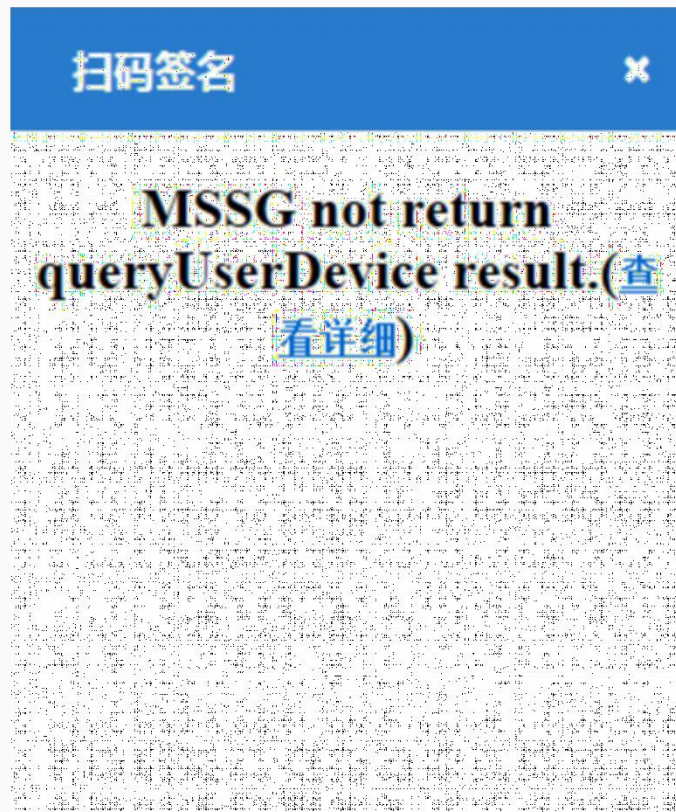 扫码签名 ×
MSSG not return
queryUserDevice result.(查
看详细)